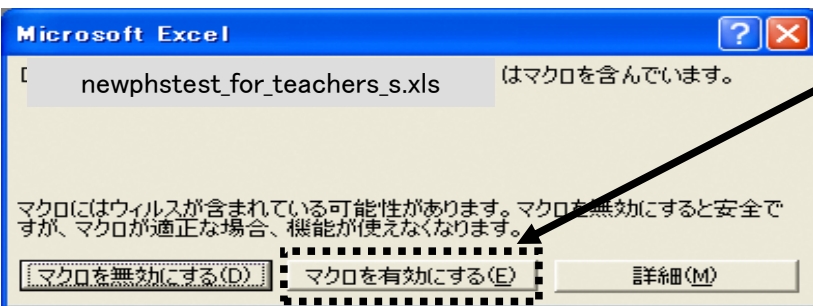 Microsoft Excel
newphstest_for_teachers_s.xls はマクロを含んでいます。
マクロにはウィルスが含まれている可能性があります。マクロを無効にすると安全で
すが、マクロが適正な場合、機能が使えなくなります。
マクロを無効にする(D) マクロを有効にする(E) 詳細(M)